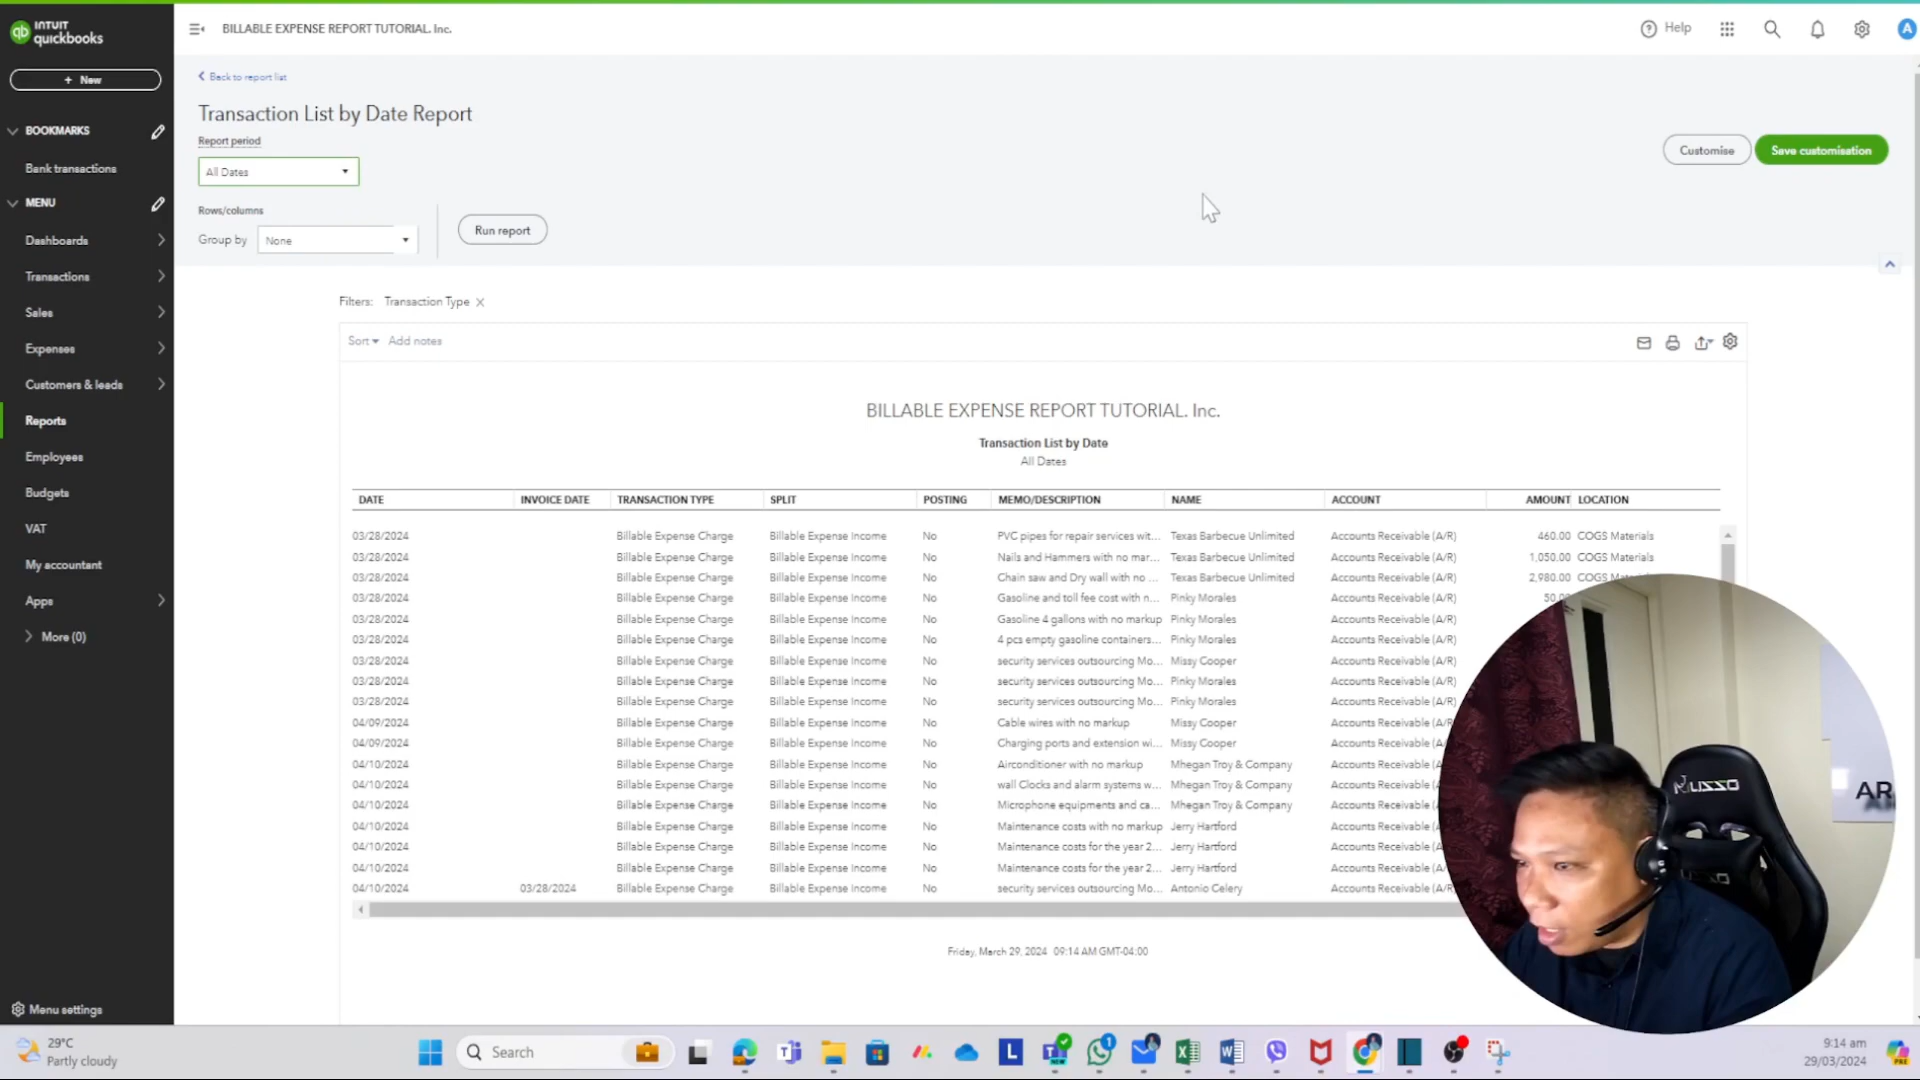 INTUIT
quickbooks
BILLABLE EXPENSE REPORT TUTORIAL. Inc.
Help
A
+ New
Back to report list
BOOKMARKS
Transaction List by Date Report
Report period
Customise
Save customisation
Bank transactions
All Dates
MENU
Rows/columns
Group by
None
Run report
Dashboards
Transactions
Sales
Expenses
Customers & leads
Reports
Employees
Budgets
VAT
My accountant
Apps
More (0)
Menu settings
Filters: Transaction Type
Sort Add notes
BILLABLE EXPENSE REPORT TUTORIAL. Inc.
Transaction List by Date
All Dates
DATE INVOICE DATE TRANSACTION TYPE SPLIT POSTING MEMO/DESCRIPTION NAME ACCOUNT AMOUNT LOCATION
03/28/2024 Billable Expense Charge Billable Expense Income No PVC pipes for repair services wit... Texas Barbecue Unlimited Accounts Receivable (A/R) 460.00 COGS Materials
03/28/2024 Billable Expense Charge Billable Expense Income No Nails and Hammers with no mar... Texas Barbecue Unlimited Accounts Receivable (A/R) 1,050.00 COGS Materials
03/28/2024 Billable Expense Charge Billable Expense Income No Chain saw and Dry wall with no ... Texas Barbecue Unlimited Accounts Receivable (A/R) 2,980.00 COGS Materials
03/28/2024 Billable Expense Charge Billable Expense Income No Gasoline and toll fee cost with n... Pinky Morales Accounts Receivable (A/R)
03/28/2024 Billable Expense Charge Billable Expense Income No Gasoline 4 gallons with no markup Pinky Morales Accounts Receivable (A/R)
03/28/2024 Billable Expense Charge Billable Expense Income No 4 pcs empty gasoline containers... Pinky Morales Accounts Receivable (A/R)
03/28/2024 Billable Expense Charge Billable Expense Income No security services outsourcing Mo... Missy Cooper Accounts Receivable (A/R)
03/28/2024 Billable Expense Charge Billable Expense Income No security services outsourcing Mo... Pinky Morales Accounts Receivable (A/R)
03/28/2024 Billable Expense Charge Billable Expense Income No security services outsourcing Mo... Pinky Morales Accounts Receivable (A/R)
04/09/2024 Billable Expense Charge Billable Expense Income No Cable wires with no markup Missy Cooper Accounts Receivable (A/R)
04/09/2024 Billable Expense Charge Billable Expense Income No Charging ports and extension wi... Missy Cooper Accounts Receivable (A/
04/10/2024 Billable Expense Charge Billable Expense Income No Airconditioner with no markup Mhegan Troy & Company Accounts Receivable (A/
04/10/2024 Billable Expense Charge Billable Expense Income No wall Clocks and alarm systems w... Mhegan Troy & Company Accounts Receivable (A/
04/10/2024 Billable Expense Charge Billable Expense Income No Microphone equipments and ca... Mhegan Troy & Company Accounts Receivable (A/
04/10/2024 Billable Expense Charge Billable Expense Income No Maintenance costs with no markup Jerry Hartford Accounts Receivable (A/
04/10/2024 Billable Expense Charge Billable Expense Income No Maintenance costs for the year 2... Jerry Hartford Accounts Receivable (A/
04/10/2024 Billable Expense Charge Billable Expense Income No Maintenance costs for the year 2... Jerry Hartford Accounts Receivable (A/
04/10/2024 03/28/2024 Billable Expense Charge Billable Expense Income No security services outsourcing Mo... Antonio Celery Accounts Receivable (A/R
Friday, March 29, 2024 09:14 AM GMT-04:00
MUSSO
AR
29°C
Partly cloudy
Search
9:14 am
29/03/2024